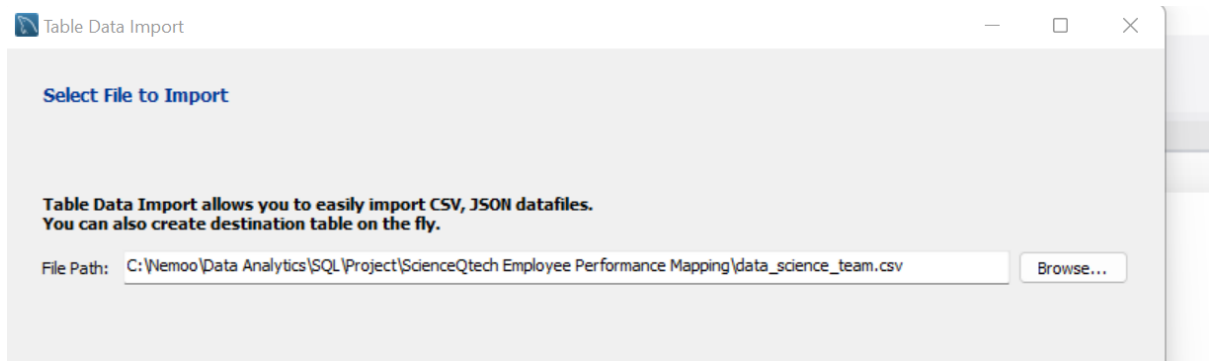 Table Data Import
Select File to Import
Table Data Import allows you to easily import CSV, JSON datafiles.
You can also create destination table on the fly.
File Path: C:\Nemoo\Data Analytics\SQL\Project\ScienceQtech Employee Performance Mapping\data_science_team.csv Browse...